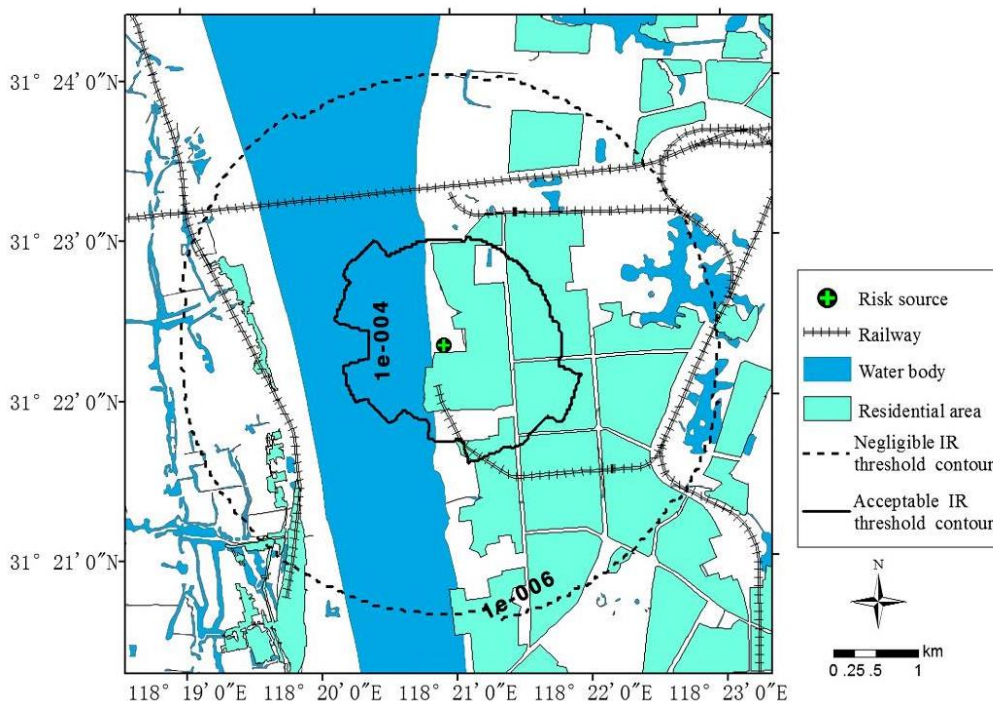 31° 24′ 0″N
31° 23′ 0″N
31° 22′ 0″N
31° 21′ 0″N
118° 19′ 0″E 118° 20′ 0″E 118° 21′ 0″E 118° 22′ 0″E 118° 23′ 0″E
1e-004
1e-006
Risk source
Railway
Water body
Residential area
Negligible IR
threshold contour
Acceptable IR
threshold contour
N
km
0 .25.5 1